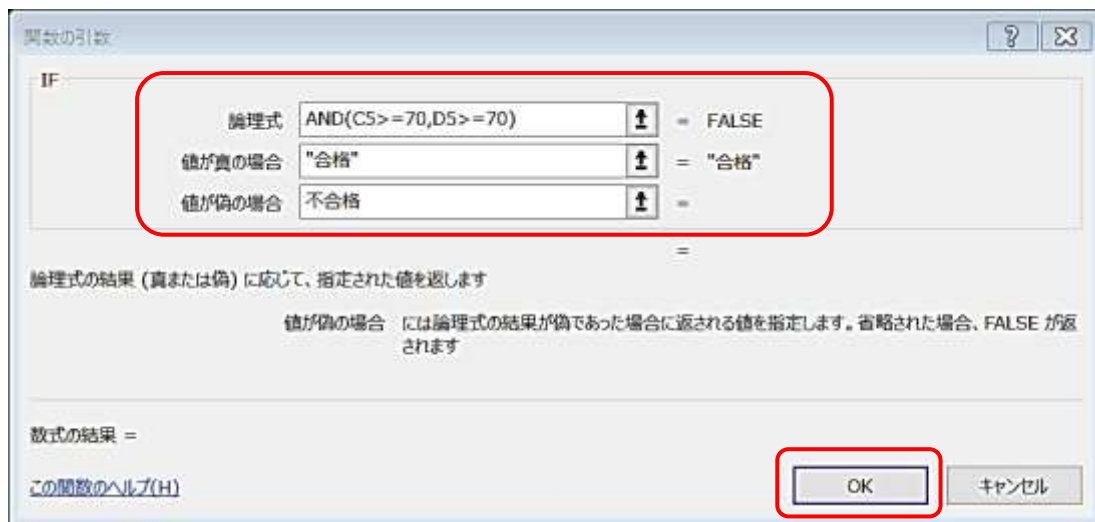 関数の引数
IF
論理式 AND(C5>=70,D5>=70) = FALSE
値が真の場合 "合格" = "合格"
値が偽の場合 不合格 =
=
論理式の結果 (真または偽) に応じて、指定された値を返します
値が偽の場合 には論理式の結果が偽であった場合に返される値を指定します。省略された場合、FALSE が返
されます
数式の結果 =
この関数のヘルプ(H)
OK キャンセル